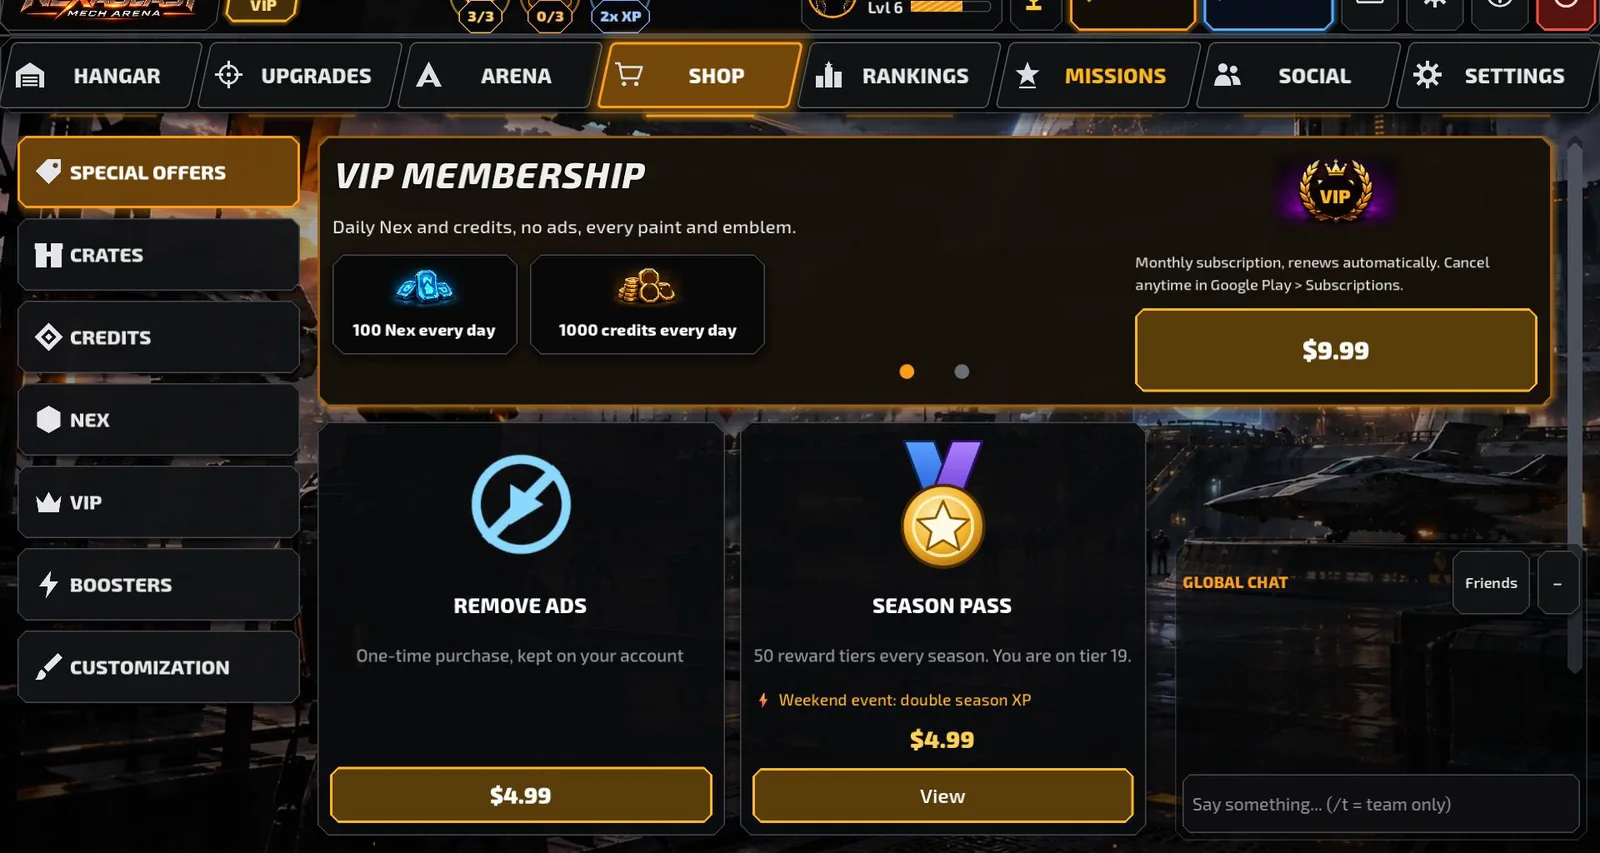 MECH ARENA
VIP
3/3
0/3
2x XP
Lvl 6
HANGAR
UPGRADES
ARENA
SHOP
RANKINGS
MISSIONS
SOCIAL
SETTINGS
SPECIAL OFFERS
CRATES
CREDITS
NEX
VIP
BOOSTERS
CUSTOMIZATION
VIP MEMBERSHIP
Daily Nex and credits, no ads, every paint and emblem.
100 Nex every day
1000 credits every day
VIP
Monthly subscription, renews automatically. Cancel
anytime in Google Play > Subscriptions.
$9.99
REMOVE ADS
One-time purchase, kept on your account
$4.99
SEASON PASS
50 reward tiers every season. You are on tier 19.
Weekend event: double season XP
$4.99
View
GLOBAL CHAT
Friends
–
Say something... (/t = team only)